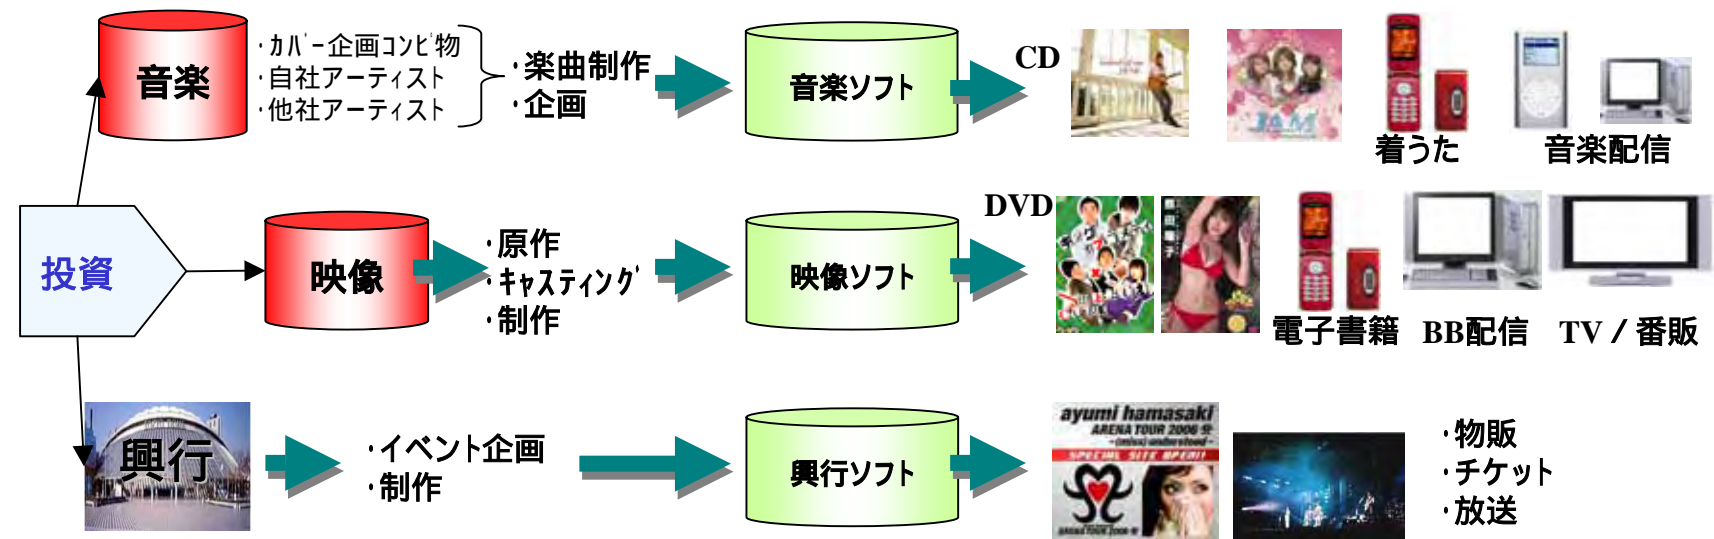 音楽
・カバー企画コンピ物
・自社アーティスト
・他社アーティスト
・楽曲制作
・企画
音楽ソフト
CD
着うた
音楽配信
投資
映像
・原作
・キャスティング
・制作
映像ソフト
DVD
電子書籍
BB配信
TV／番販
興行
・イベント企画
・制作
興行ソフト
ayumi hamasaki
ARENA TOUR 2006 A
~(miss)understood~
SPECIAL SITE OPEN!!
・物販
・チケット
・放送